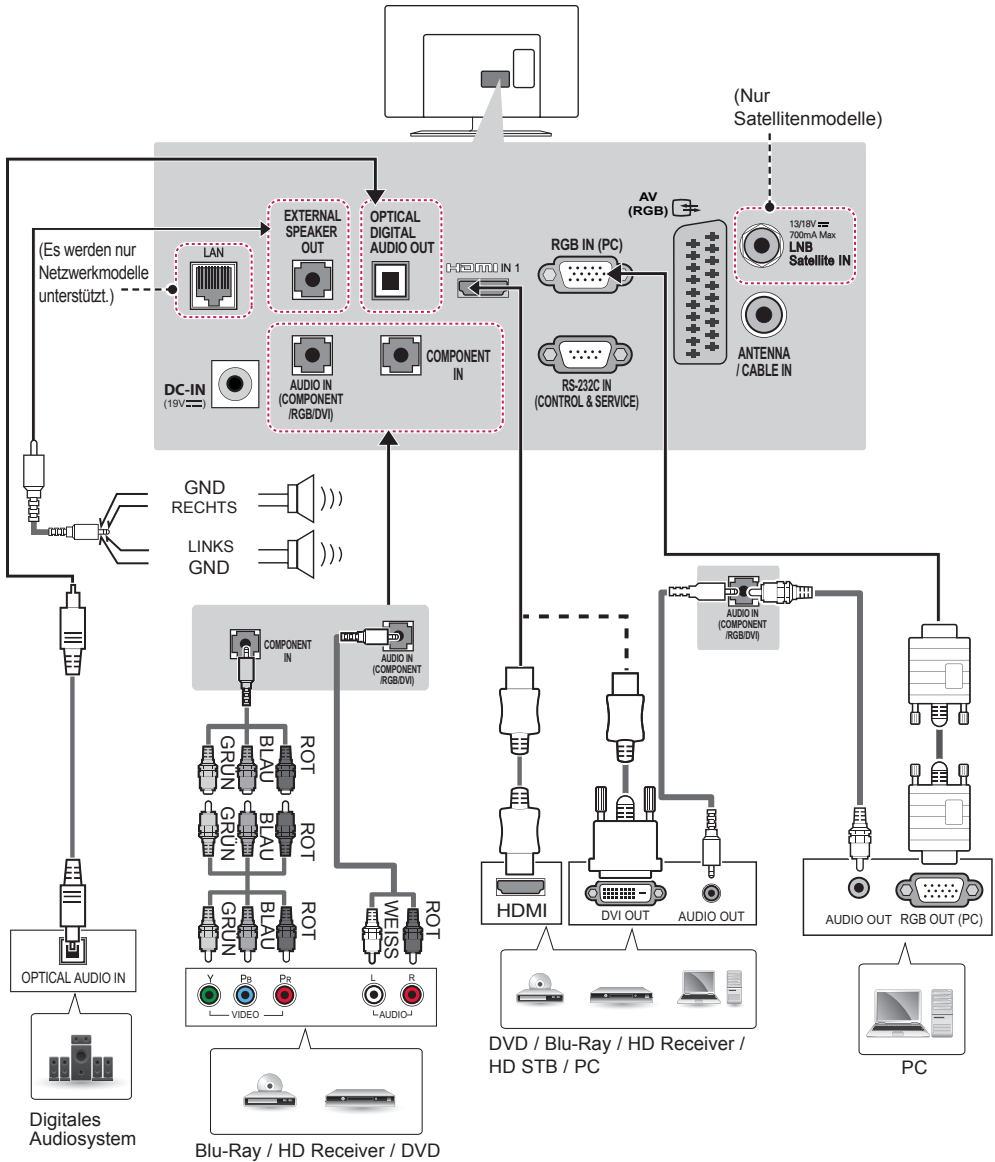 (Nur
Satellitenmodelle)
AV
(RGB)
13/18V
700mA Max
LNB
Satellite IN
EXTERNAL
SPEAKER
OUT
OPTICAL
DIGITAL
AUDIO OUT
RGB IN (PC)
HDMI IN 1
(Es werden nur
Netzwerkmodelle
unterstützt.)
LAN
ANTENNA
/ CABLE IN
COMPONENT
IN
DC-IN
(19V)
AUDIO IN
(COMPONENT
/RGB/DVI)
RS-232C IN
(CONTROL & SERVICE)
GND
RECHTS
LINKS
GND
COMPONENT
IN
AUDIO IN
(COMPONENT
/RGB/DVI)
AUDIO IN
(COMPONENT
/RGB/DVI)
GRÜN
BLAU
ROT
GRÜN
BLAU
ROT
GRÜN
BLAU
ROT
WEISS
ROT
HDMI
DVI OUT
AUDIO OUT
AUDIO OUT
RGB OUT (PC)
OPTICAL AUDIO IN
Y
PB
PR
L
R
VIDEO
AUDIO
DVD / Blu-Ray / HD Receiver /
HD STB / PC
PC
Digitales
Audiosystem
Blu-Ray / HD Receiver / DVD